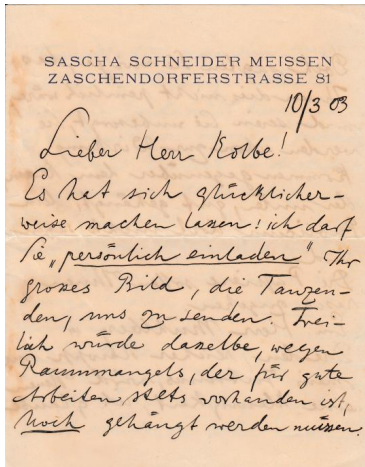 SASCHA SCHNEIDER MEISSEN
ZASCHENDORFERSTRASSE 81
10/3 03
Lieber Herr Kolbe!
Es hat sich glücklicher-
weise machen lassen: ich darf
Sie „persönlich einladen" Ihr
großes Bild, die Tanzen-
den, uns zu senden. Frei-
lich würde dasselbe, wegen
Raummangels, der für gute
Arbeiten stets vorhanden ist,
hoch gehängt werden müssen.